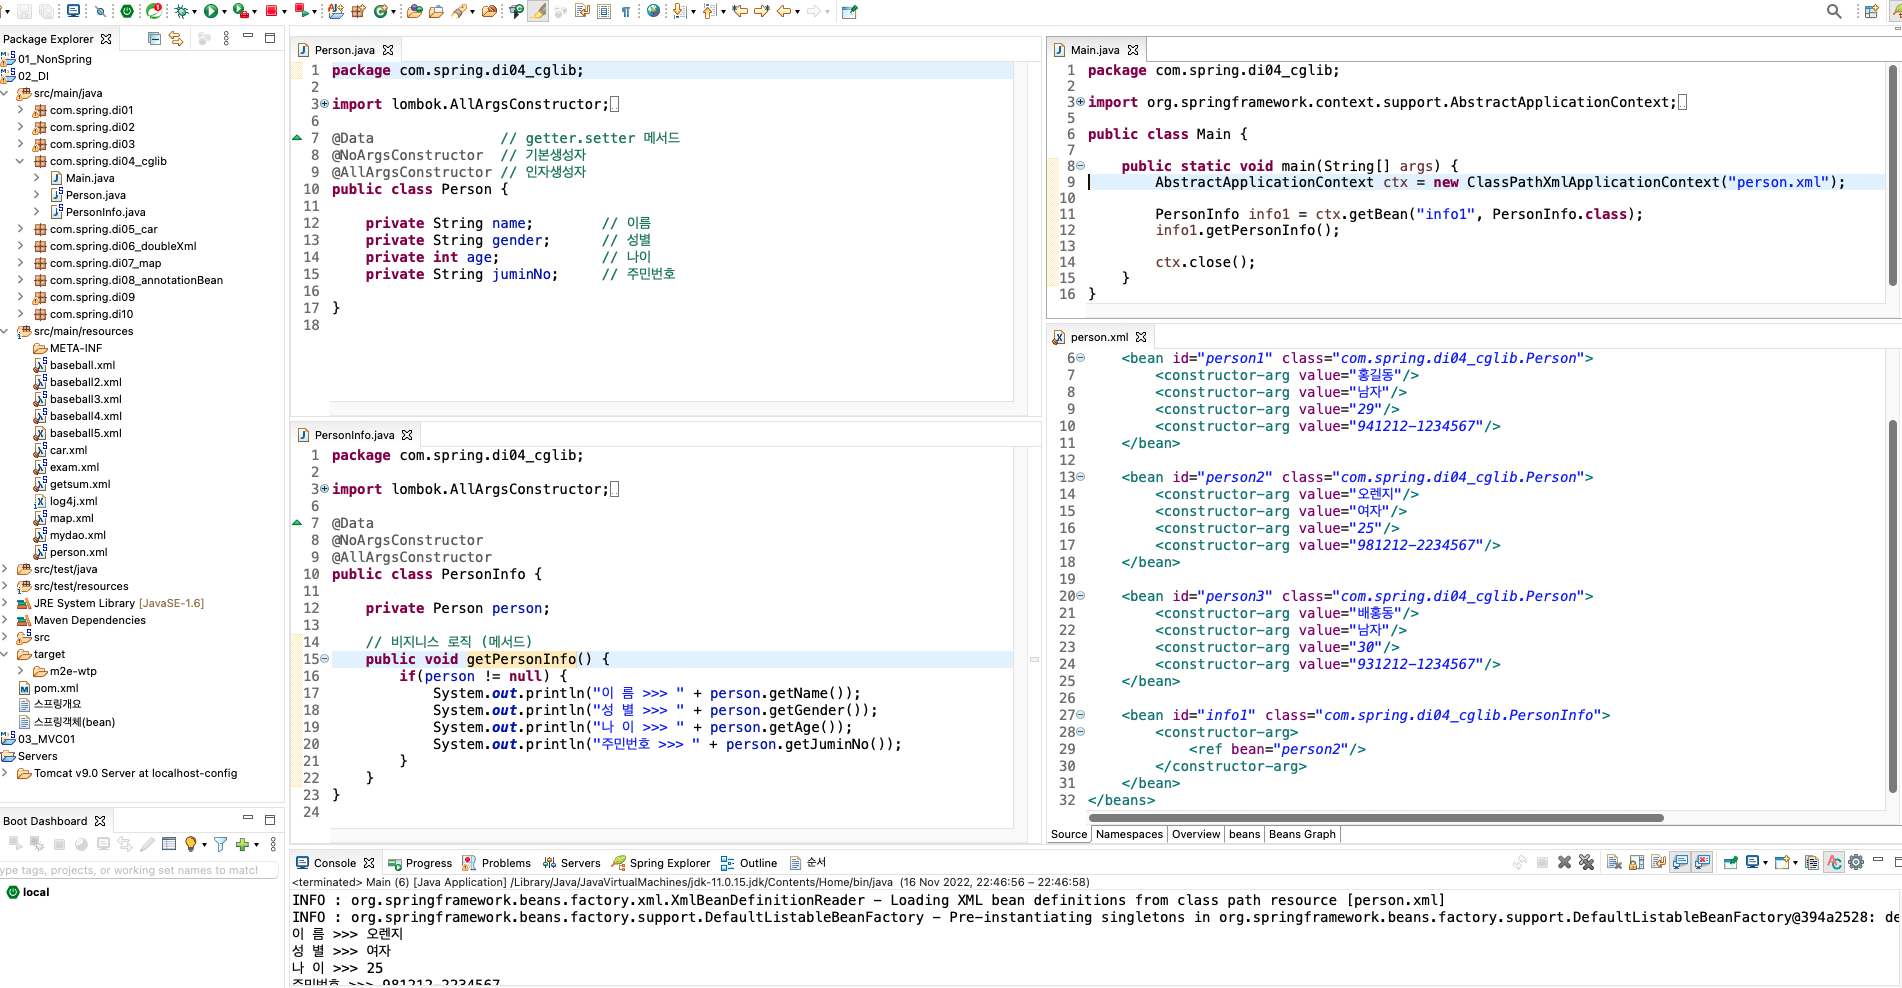 Package Explorer
01_NonSpring
02_DI
src/main/java
com.spring.di01
com.spring.di02
com.spring.di03
com.spring.di04_cglib
Main.java
Person.java
PersonInfo.java
com.spring.di05_car
com.spring.di06_doubleXml
com.spring.di07_map
com.spring.di08_annotationBean
com.spring.di09
com.spring.di10
src/main/resources
META-INF
baseball.xml
baseball2.xml
baseball3.xml
baseball4.xml
baseball5.xml
car.xml
exam.xml
getsum.xml
log4j.xml
map.xml
mydao.xml
person.xml
src/test/java
src/test/resources
JRE System Library [JavaSE-1.6]
Maven Dependencies
src
target
m2e-wtp
pom.xml
스프링개요
스프링객체(bean)
03_MVC01
Servers
Tomcat v9.0 Server at localhost-config
Boot Dashboard
ype tags, projects, or working set names to match
local
Person.java
1 package com.spring.di04_cglib;
2
3 import lombok.AllArgsConstructor;
6
7 @Data // getter.setter 메서드
8 @NoArgsConstructor // 기본생성자
9 @AllArgsConstructor // 인자생성자
10 public class Person {
11
12 private String name; // 이름
13 private String gender; // 성별
14 private int age; // 나이
15 private String juminNo; // 주민번호
16
17 }
18
PersonInfo.java
1 package com.spring.di04_cglib;
2
3 import lombok.AllArgsConstructor;
6
7 @Data
8 @NoArgsConstructor
9 @AllArgsConstructor
10 public class PersonInfo {
11
12 private Person person;
13
14 // 비지니스 로직 (메서드)
15 public void getPersonInfo() {
16 if(person != null) {
17 System.out.println("이 름 >>> " + person.getName());
18 System.out.println("성 별 >>> " + person.getGender());
19 System.out.println("나 이 >>> " + person.getAge());
20 System.out.println("주민번호 >>> " + person.getJuminNo());
21 }
22 }
23 }
24
Main.java
1 package com.spring.di04_cglib;
2
3 import org.springframework.context.support.AbstractApplicationContext;
5
6 public class Main {
7
8 public static void main(String[] args) {
9 AbstractApplicationContext ctx = new ClassPathXmlApplicationContext("person.xml");
10
11 PersonInfo info1 = ctx.getBean("info1", PersonInfo.class);
12 info1.getPersonInfo();
13
14 ctx.close();
15 }
16 }
person.xml
6 <bean id="person1" class="com.spring.di04_cglib.Person">
7 <constructor-arg value="홍길동"/>
8 <constructor-arg value="남자"/>
9 <constructor-arg value="29"/>
10 <constructor-arg value="941212-1234567"/>
11 </bean>
12
13 <bean id="person2" class="com.spring.di04_cglib.Person">
14 <constructor-arg value="오렌지"/>
15 <constructor-arg value="여자"/>
16 <constructor-arg value="25"/>
17 <constructor-arg value="981212-2234567"/>
18 </bean>
19
20 <bean id="person3" class="com.spring.di04_cglib.Person">
21 <constructor-arg value="배홍동"/>
22 <constructor-arg value="남자"/>
23 <constructor-arg value="30"/>
24 <constructor-arg value="931212-1234567"/>
25 </bean>
26
27 <bean id="info1" class="com.spring.di04_cglib.PersonInfo">
28 <constructor-arg>
29 <ref bean="person2"/>
30 </constructor-arg>
31 </bean>
32 </beans>
Source Namespaces Overview beans Beans Graph
Console Progress Problems Servers Spring Explorer Outline 순서
<terminated> Main (6) [Java Application] /Library/Java/JavaVirtualMachines/jdk-11.0.15.jdk/Contents/Home/bin/java (16 Nov 2022, 22:46:56 – 22:46:58)
INFO : org.springframework.beans.factory.xml.XmlBeanDefinitionReader - Loading XML bean definitions from class path resource [person.xml]
INFO : org.springframework.beans.factory.support.DefaultListableBeanFactory - Pre-instantiating singletons in org.springframework.beans.factory.support.DefaultListableBeanFactory@394a2528: de
이 름 >>> 오렌지
성 별 >>> 여자
나 이 >>> 25
주민번호 >>> 981212-2234567